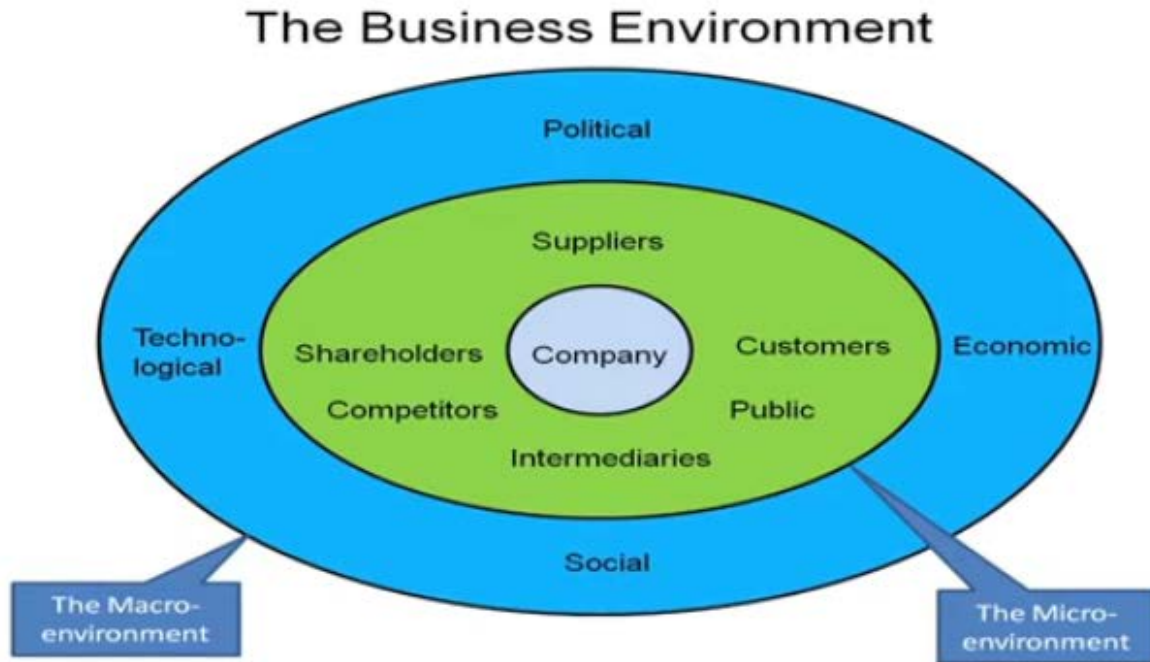 The Business Environment
Political
Suppliers
Techno-
logical
Shareholders
Company
Customers
Economic
Competitors
Public
Intermediaries
Social
The Macro-
environment
The Micro-
environment